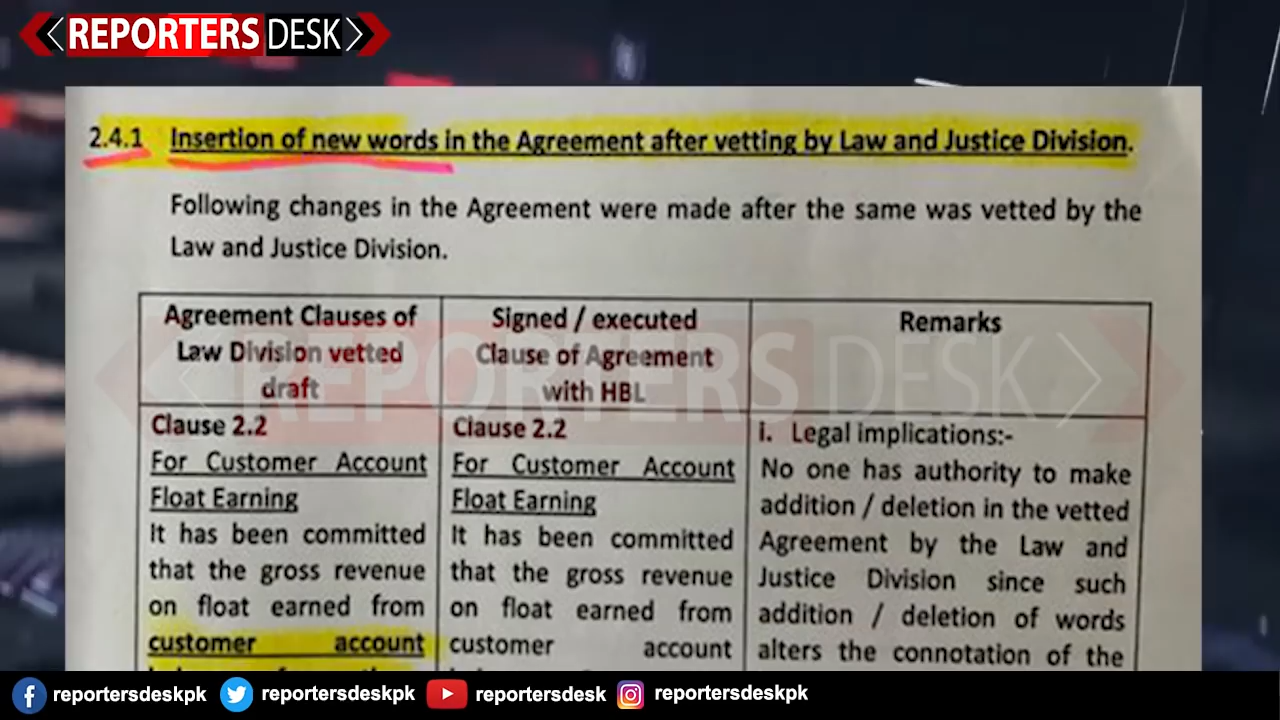 REPORTERS DESK
2.4.1 Insertion of new words in the Agreement after vetting by Law and Justice Division.
Following changes in the Agreement were made after the same was vetted by the
Law and Justice Division.
Agreement Clauses of
Law Division vetted
draft
Signed / executed
Clause of Agreement
with HBL
Remarks
Clause 2.2
For Customer Account
Float Earning
It has been committed
that the gross revenue
on float earned from
customer account
Clause 2.2
For Customer Account
Float Earning
It has been committed
that the gross revenue
on float earned from
customer account
i. Legal implications:-
No one has authority to make
addition / deletion in the vetted
Agreement by the Law and
Justice Division since such
addition / deletion of words
alters the connotation of the
REPORTERS DESK
reportersdeskpk
reportersdeskpk
reportersdesk
reportersdeskpk